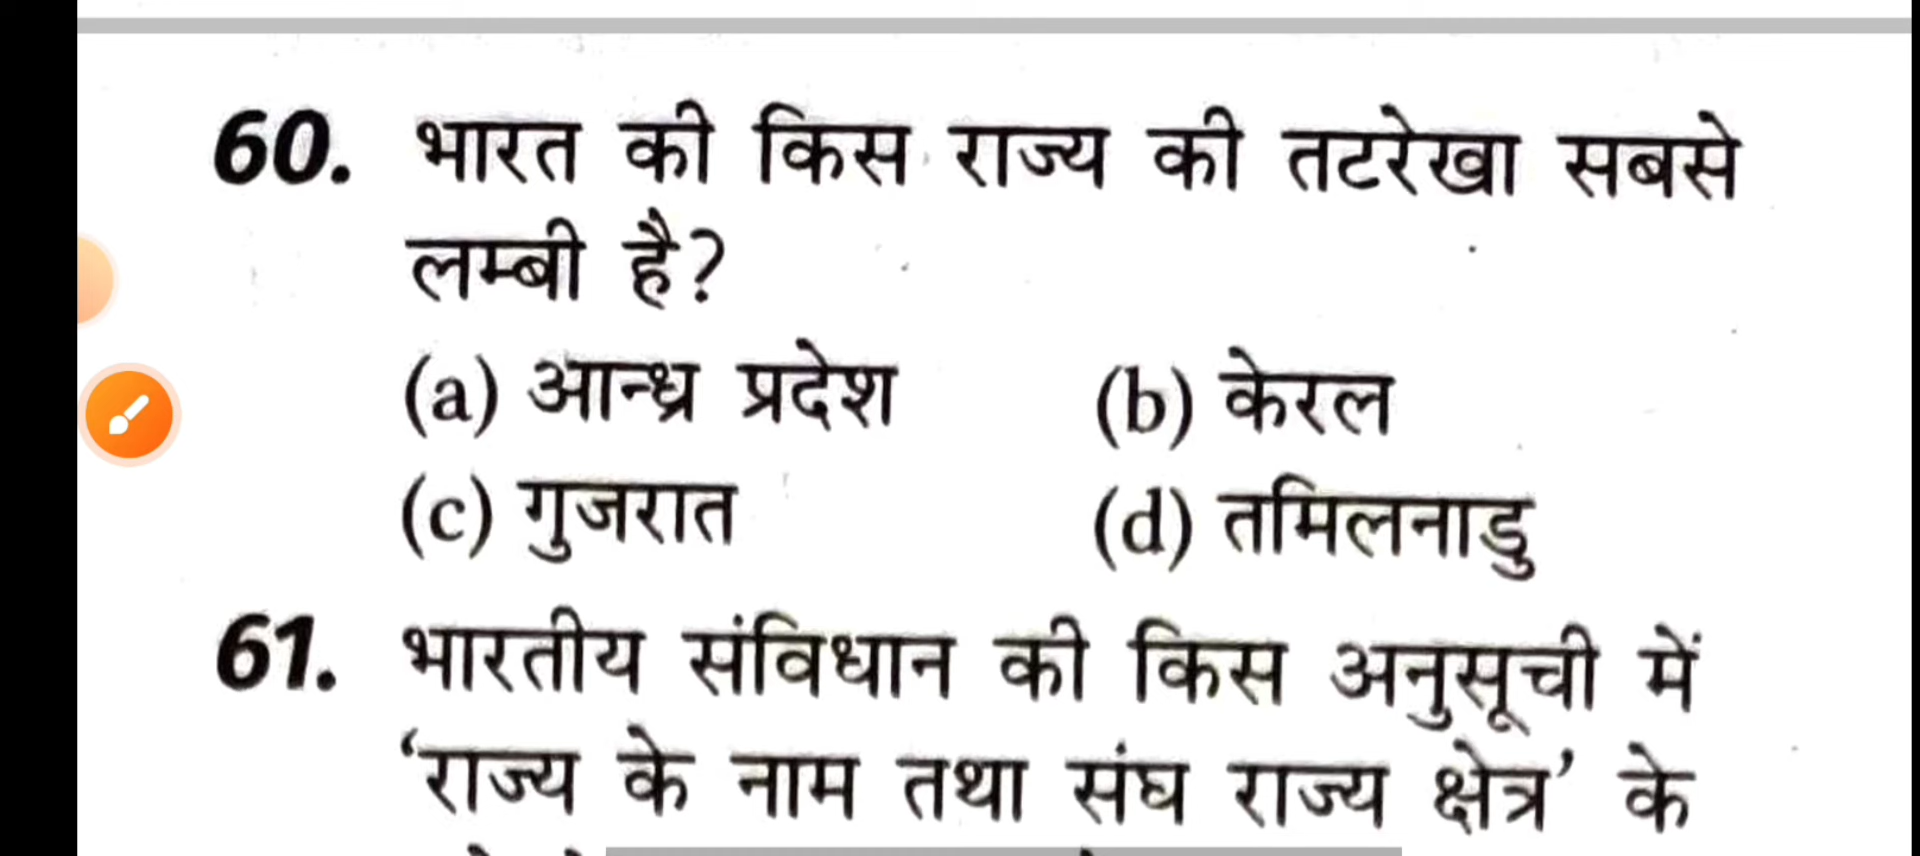 60. भारत की किस राज्य की तटरेखा सबसे
लम्बी है?
(a) आन्ध्र प्रदेश (b) केरल
(c) गुजरात (d) तमिलनाडु
61. भारतीय संविधान की किस अनुसूची में
‘राज्य के नाम तथा संघ राज्य क्षेत्र’ के